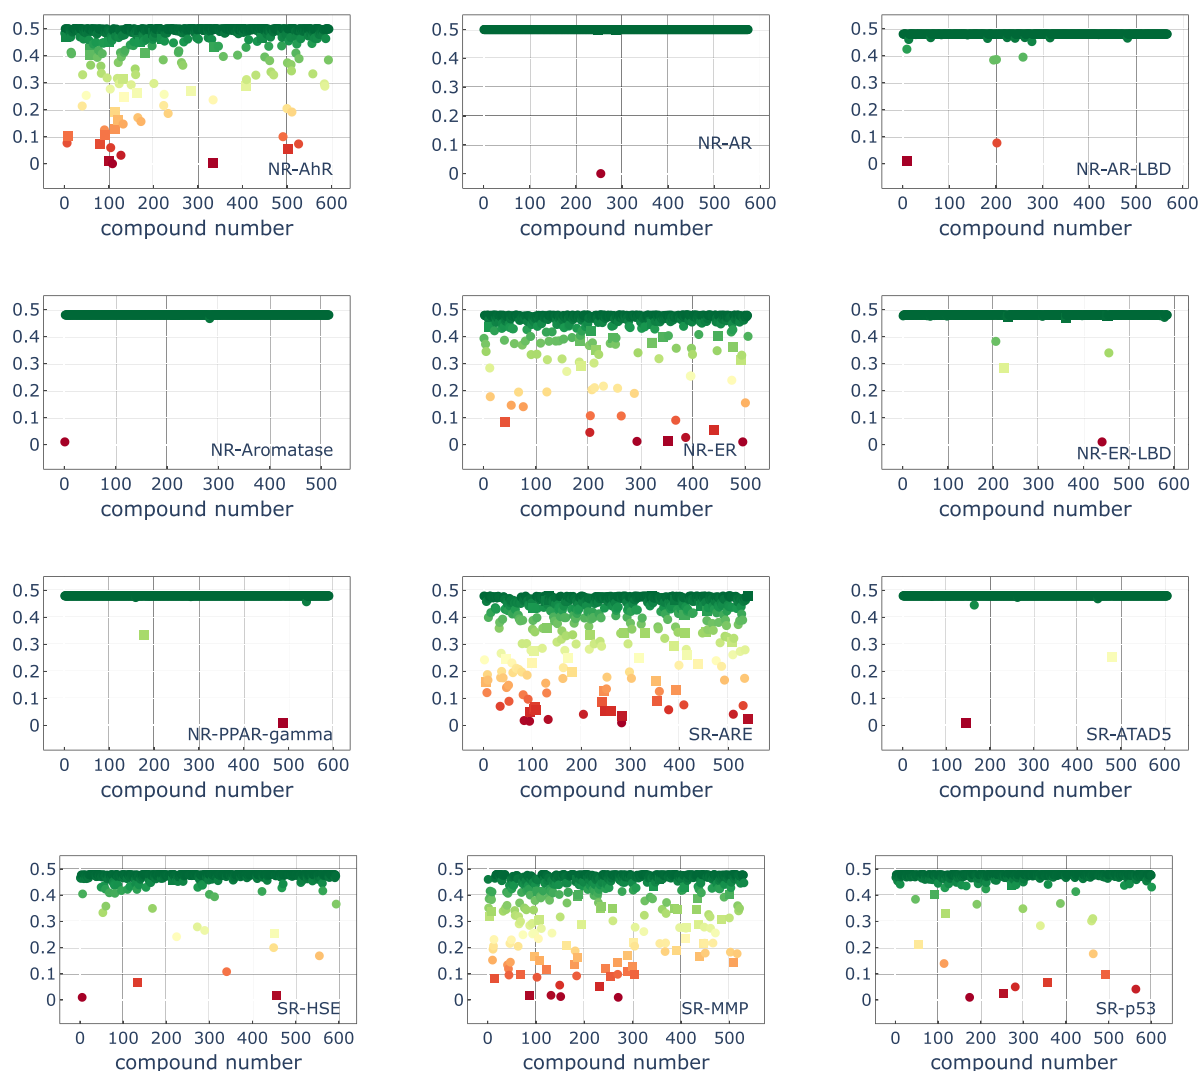 0.5 0.5 0.5
0.4 0.4 0.4
0.3 0.3 0.3
0.2 0.2 0.2
0.1 0.1 0.1
NR-AR
0 NR-AhR 0 0 NR-AR-LBD
0 100 200 300 400 500 600 0 100 200 300 400 500 600 0 100 200 300 400 500 600
compound number compound number compound number
0.5 0.5 0.5
0.4 0.4 0.4
0.3 0.3 0.3
0.2 0.2 0.2
0.1 0.1 0.1
0 NR-Aromatase 0 NR-ER 0 NR-ER-LBD
0 100 200 300 400 500 0 100 200 300 400 500 0 100 200 300 400 500 600
compound number compound number compound number
0.5 0.5 0.5
0.4 0.4 0.4
0.3 0.3 0.3
0.2 0.2 0.2
0.1 0.1 0.1
0 NR-PPAR-gamma 0 SR-ARE 0 SR-ATAD5
0 100 200 300 400 500 600 0 100 200 300 400 500 0 100 200 300 400 500 600
compound number compound number compound number
0.5 0.5 0.5
0.4 0.4 0.4
0.3 0.3 0.3
0.2 0.2 0.2
0.1 0.1 0.1
0 SR-HSE 0 SR-MMP 0 SR-p53
0 100 200 300 400 500 600 0 100 200 300 400 500 0 100 200 300 400 500 600
compound number compound number compound number